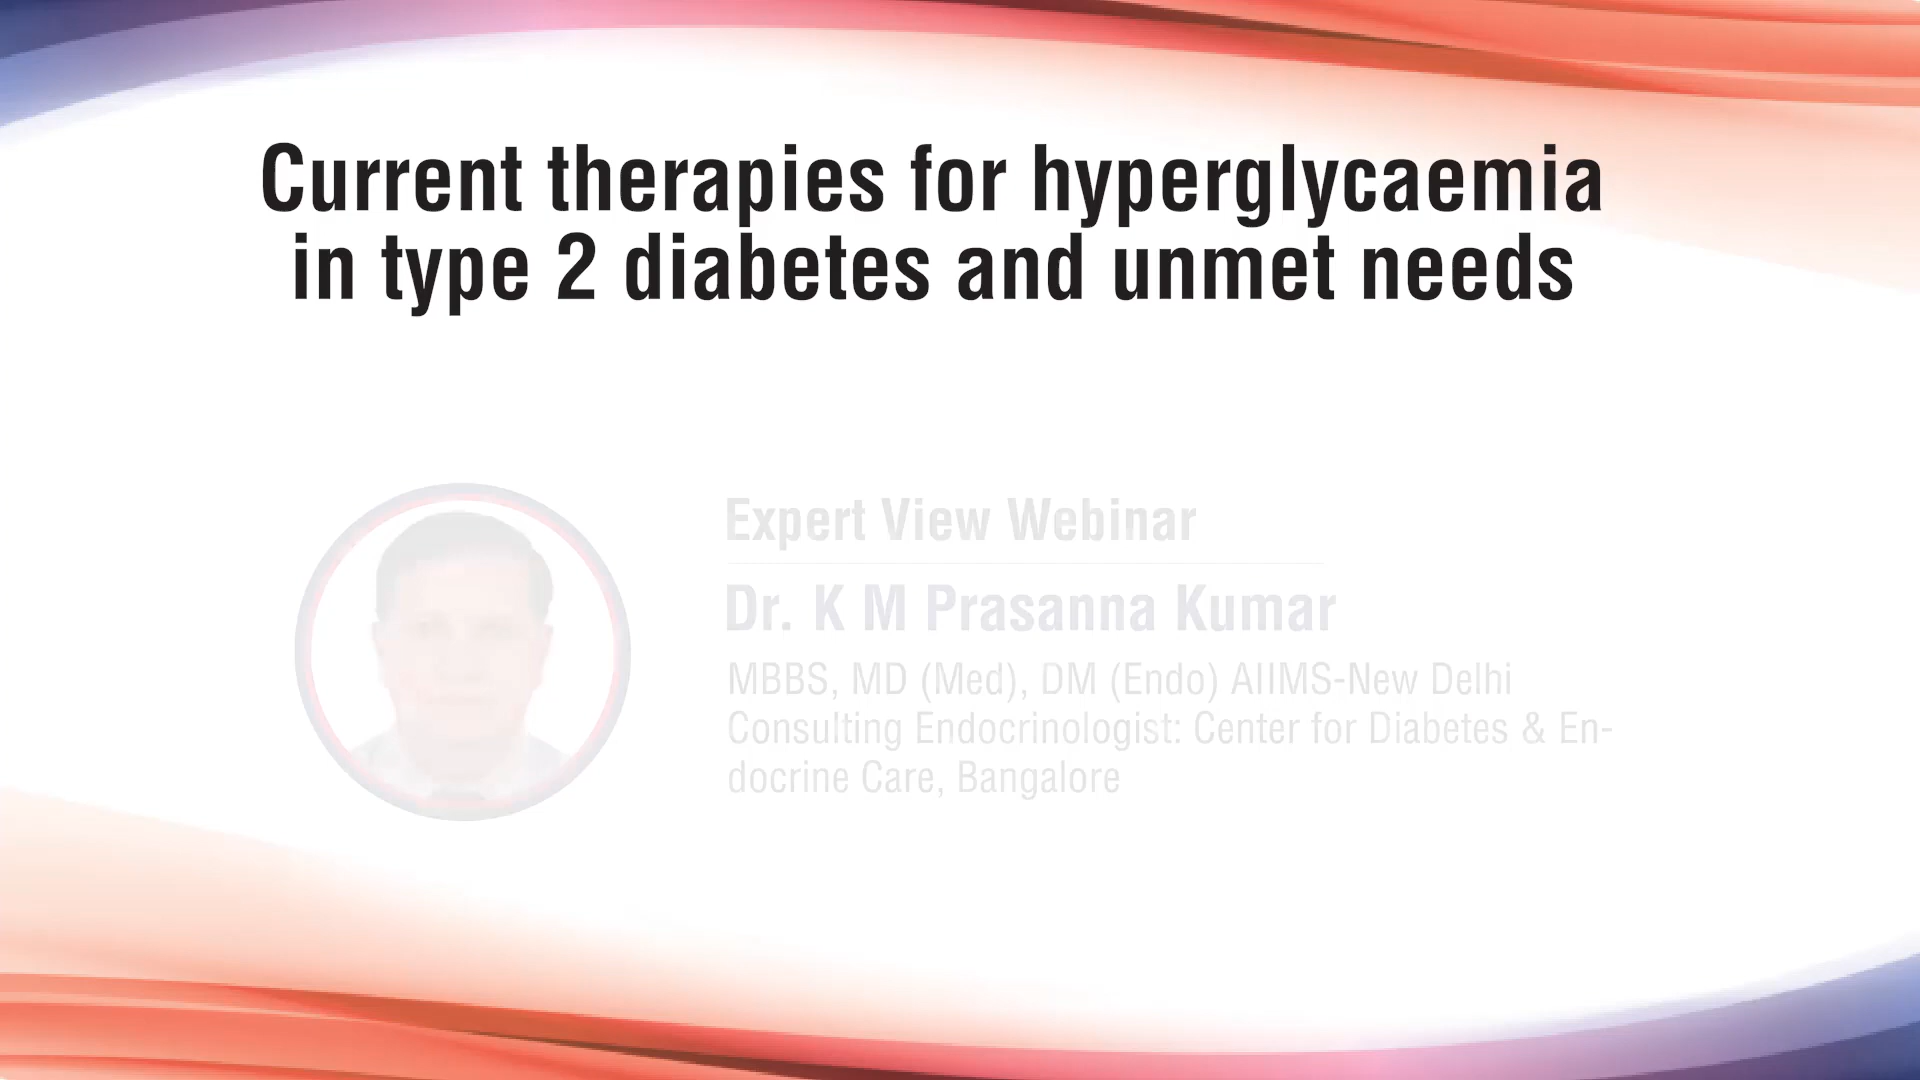 Current therapies for hyperglycaemia
in type 2 diabetes and unmet needs
Expert View Webinar
Dr. K M Prasanna Kumar
MBBS, MD (Med), DM (Endo) AIIMS-New Delhi
Consulting Endocrinologist: Center for Diabetes & En-
docrine Care, Bangalore